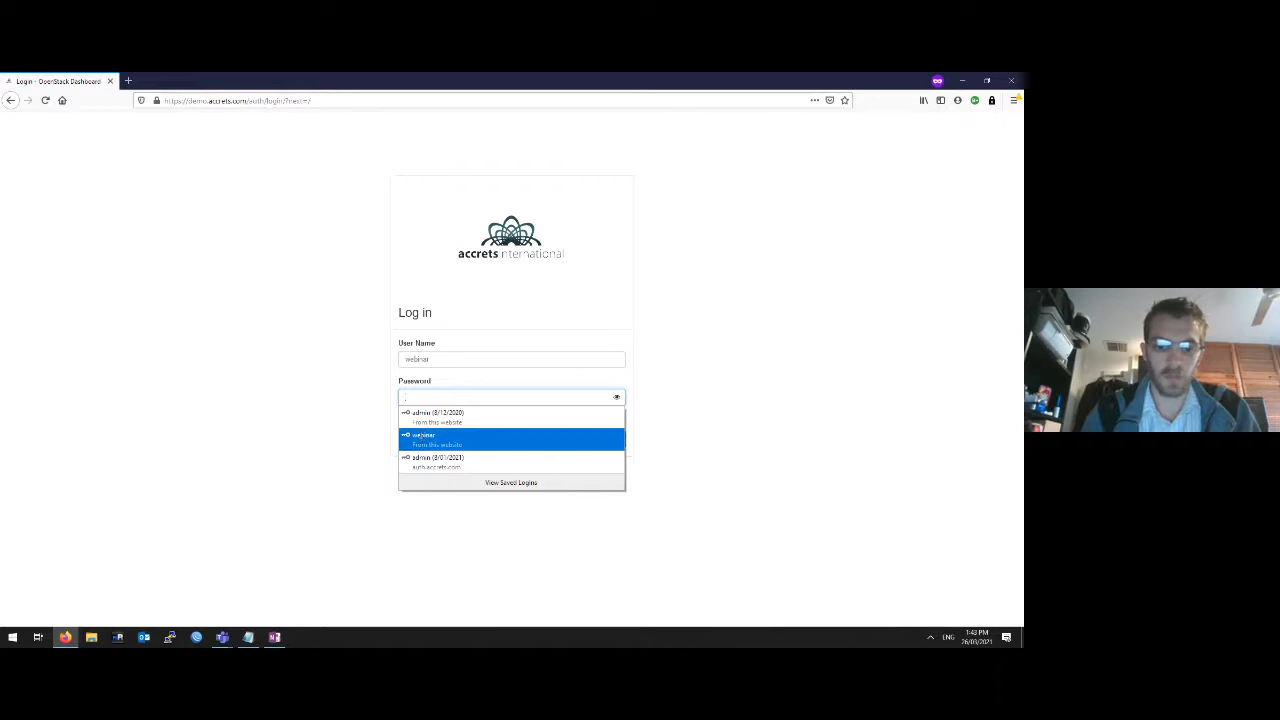 Login - OpenStack Dashboard
https://demo.accrets.com/auth/login/?next=/
accrets international
Log in
User Name
webinar
Password
admin (8/12/2020)
From this website
webinar
From this website
admin (8/01/2021)
auth.accrets.com
View Saved Logins
ENG
1:43 PM
26/03/2021